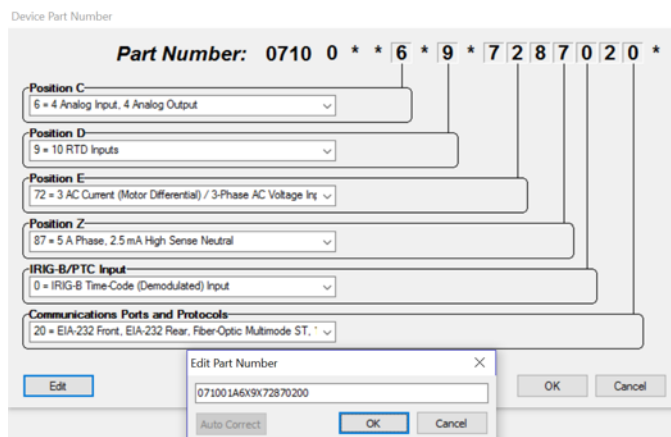 Device Part Number
Part Number: 0710 0 * * 6 * 9 * 7 2 8 7 0 2 0 *
Position C
6 = 4 Analog Input, 4 Analog Output
Position D
9 = 10 RTD Inputs
Position E
72 = 3 AC Current (Motor Differential) / 3-Phase AC Voltage Inp
Position Z
87 = 5 A Phase, 2.5 mA High Sense Neutral
IRIG-B/PTC Input
0 = IRIG-B Time-Code (Demodulated) Input
Communications Ports and Protocols
20 = EIA-232 Front, EIA-232 Rear, Fiber-Optic Multimode ST,
Edit Part Number
Edit
071001A6X9X72870200
OK
Cancel
Auto Correct
OK
Cancel